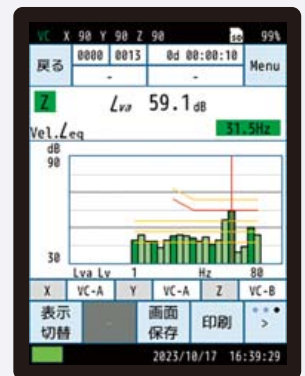 VC X 90 Y 90 Z 90 SD 99%
戻る 0000 0013 0d 00:00:10 Menu
- -
Z Lva 59.1dB
Vel.Leq 31.5Hz
dB
90
30
Lva Lv 1 Hz 80
X VC-A Y VC-A Z VC-B
表示切替 - 画面保存 印刷 >
2023/10/17 16:39:29